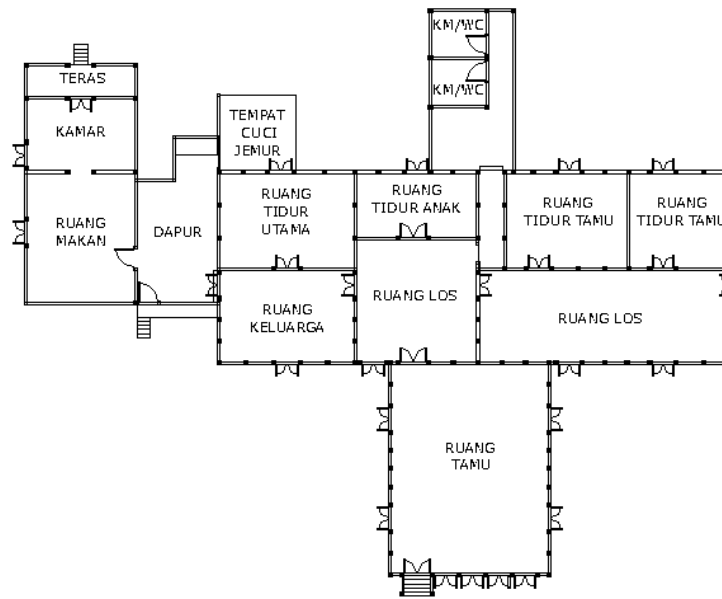 KM/WC
KM/WC
TERAS
KAMAR
TEMPAT
CUCI
JEMUR
RUANG
MAKAN
DAPUR
RUANG
TIDUR
UTAMA
RUANG
TIDUR ANAK
RUANG
TIDUR TAMU
RUANG
TIDUR TAMU
RUANG
KELUARGA
RUANG LOS
RUANG LOS
RUANG
TAMU